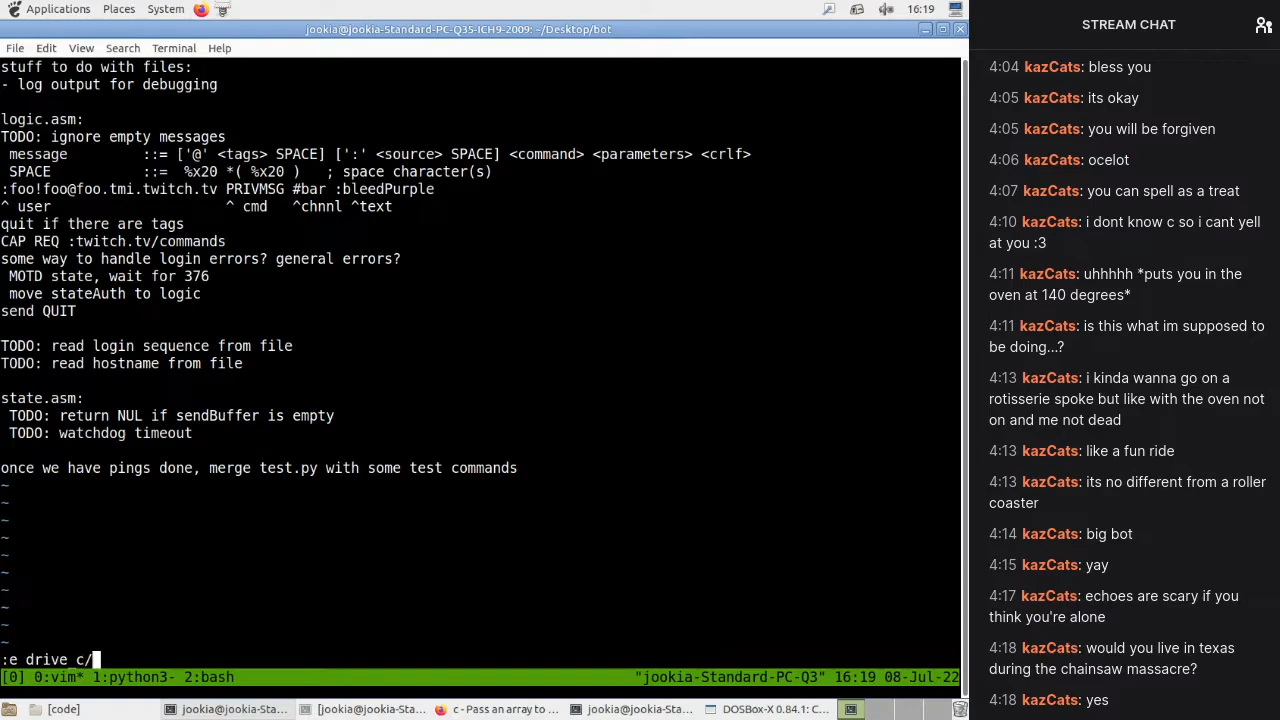 Applications Places System 16:19
jookia@jookia-Standard-PC-Q35-ICH9-2009: ~/Desktop/bot
File Edit View Search Terminal Help
stuff to do with files:
- log output for debugging
logic.asm:
TODO: ignore empty messages
message ::= ['@' <tags> SPACE] [':' <source> SPACE] <command> <parameters> <crlf>
SPACE ::= %x20 *( %x20 ) ; space character(s)
:foo!foo@foo.tmi.twitch.tv PRIVMSG #bar :bleedPurple
^ user ^ cmd ^chnnl ^text
quit if there are tags
CAP REQ :twitch.tv/commands
some way to handle login errors? general errors?
MOTD state, wait for 376
move stateAuth to logic
send QUIT
TODO: read login sequence from file
TODO: read hostname from file
state.asm:
TODO: return NUL if sendBuffer is empty
TODO: watchdog timeout
once we have pings done, merge test.py with some test commands
~
~
~
~
~
~
~
~
~
~
:e drive_c/
[0] 0:vim* 1:python3- 2:bash "jookia-Standard-PC-Q3" 16:19 08-Jul-22
[code] jookia@jookia-Sta... [jookia@jookia-Sta... c - Pass an array to ... jookia@jookia-Sta... DOSBox-X 0.84.1: C...
STREAM CHAT
4:04 kazCats: bless you
4:05 kazCats: its okay
4:05 kazCats: you will be forgiven
4:06 kazCats: ocelot
4:07 kazCats: you can spell as a treat
4:10 kazCats: i dont know c so i cant yell
at you :3
4:11 kazCats: uhhhhh *puts you in the
oven at 140 degrees*
4:11 kazCats: is this what im supposed to
be doing...?
4:13 kazCats: i kinda wanna go on a
rotisserie spoke but like with the oven not
on and me not dead
4:13 kazCats: like a fun ride
4:13 kazCats: its no different from a roller
coaster
4:14 kazCats: big bot
4:15 kazCats: yay
4:17 kazCats: echoes are scary if you
think you're alone
4:18 kazCats: would you live in texas
during the chainsaw massacre?
4:18 kazCats: yes